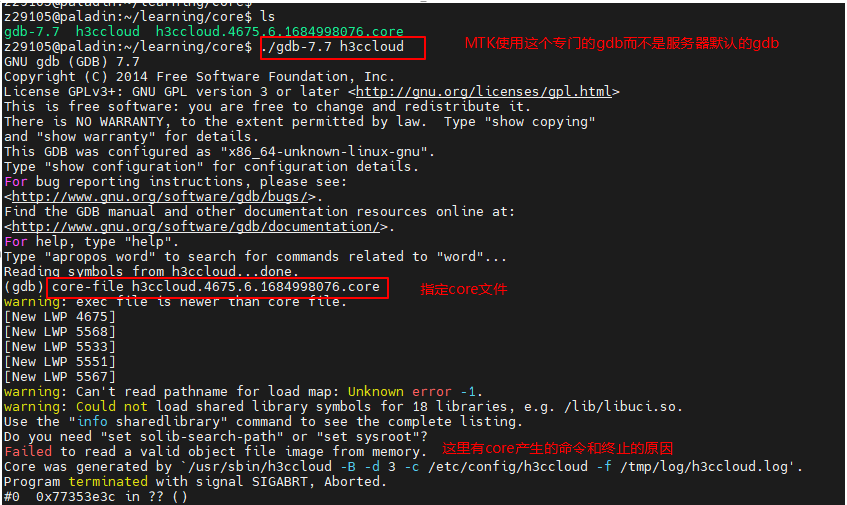 z29105@paladin:~/learning/core$ ls
gdb-7.7  h3ccloud  h3ccloud.4675.6.1684998076.core
z29105@paladin:~/learning/core$ ./gdb-7.7 h3ccloud
MTK使用这个专门的gdb而不是服务器默认的gdb
GNU gdb (GDB) 7.7
Copyright (C) 2014 Free Software Foundation, Inc.
License GPLv3+: GNU GPL version 3 or later <http://gnu.org/licenses/gpl.html>
This is free software: you are free to change and redistribute it.
There is NO WARRANTY, to the extent permitted by law.  Type "show copying"
and "show warranty" for details.
This GDB was configured as "x86_64-unknown-linux-gnu".
Type "show configuration" for configuration details.
For bug reporting instructions, please see:
<http://www.gnu.org/software/gdb/bugs/>.
Find the GDB manual and other documentation resources online at:
<http://www.gnu.org/software/gdb/documentation/>.
For help, type "help".
Type "apropos word" to search for commands related to "word"...
Reading symbols from h3ccloud...done.
(gdb) core-file h3ccloud.4675.6.1684998076.core
指定core文件
warning: exec file is newer than core file.
[New LWP 4675]
[New LWP 5568]
[New LWP 5533]
[New LWP 5551]
[New LWP 5567]
warning: Can't read pathname for load map: Unknown error -1.
warning: Could not load shared library symbols for 18 libraries, e.g. /lib/libuci.so.
Use the "info sharedlibrary" command to see the complete listing.
Do you need "set solib-search-path" or "set sysroot"?
Failed to read a valid object file image from memory.
这里有core产生的命令和终止的原因
Core was generated by `/usr/sbin/h3ccloud -B -d 3 -c /etc/config/h3ccloud -f /tmp/log/h3ccloud.log'.
Program terminated with signal SIGABRT, Aborted.
#0  0x77353e3c in ?? ()